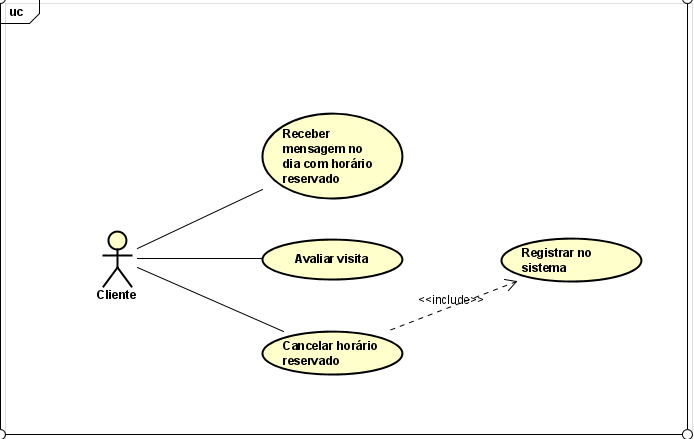 uc
Receber
mensagem no
dia com horário
reservado
Avaliar visita
Registrar no
sistema
Cliente
<<include>>
Cancelar horário
reservado